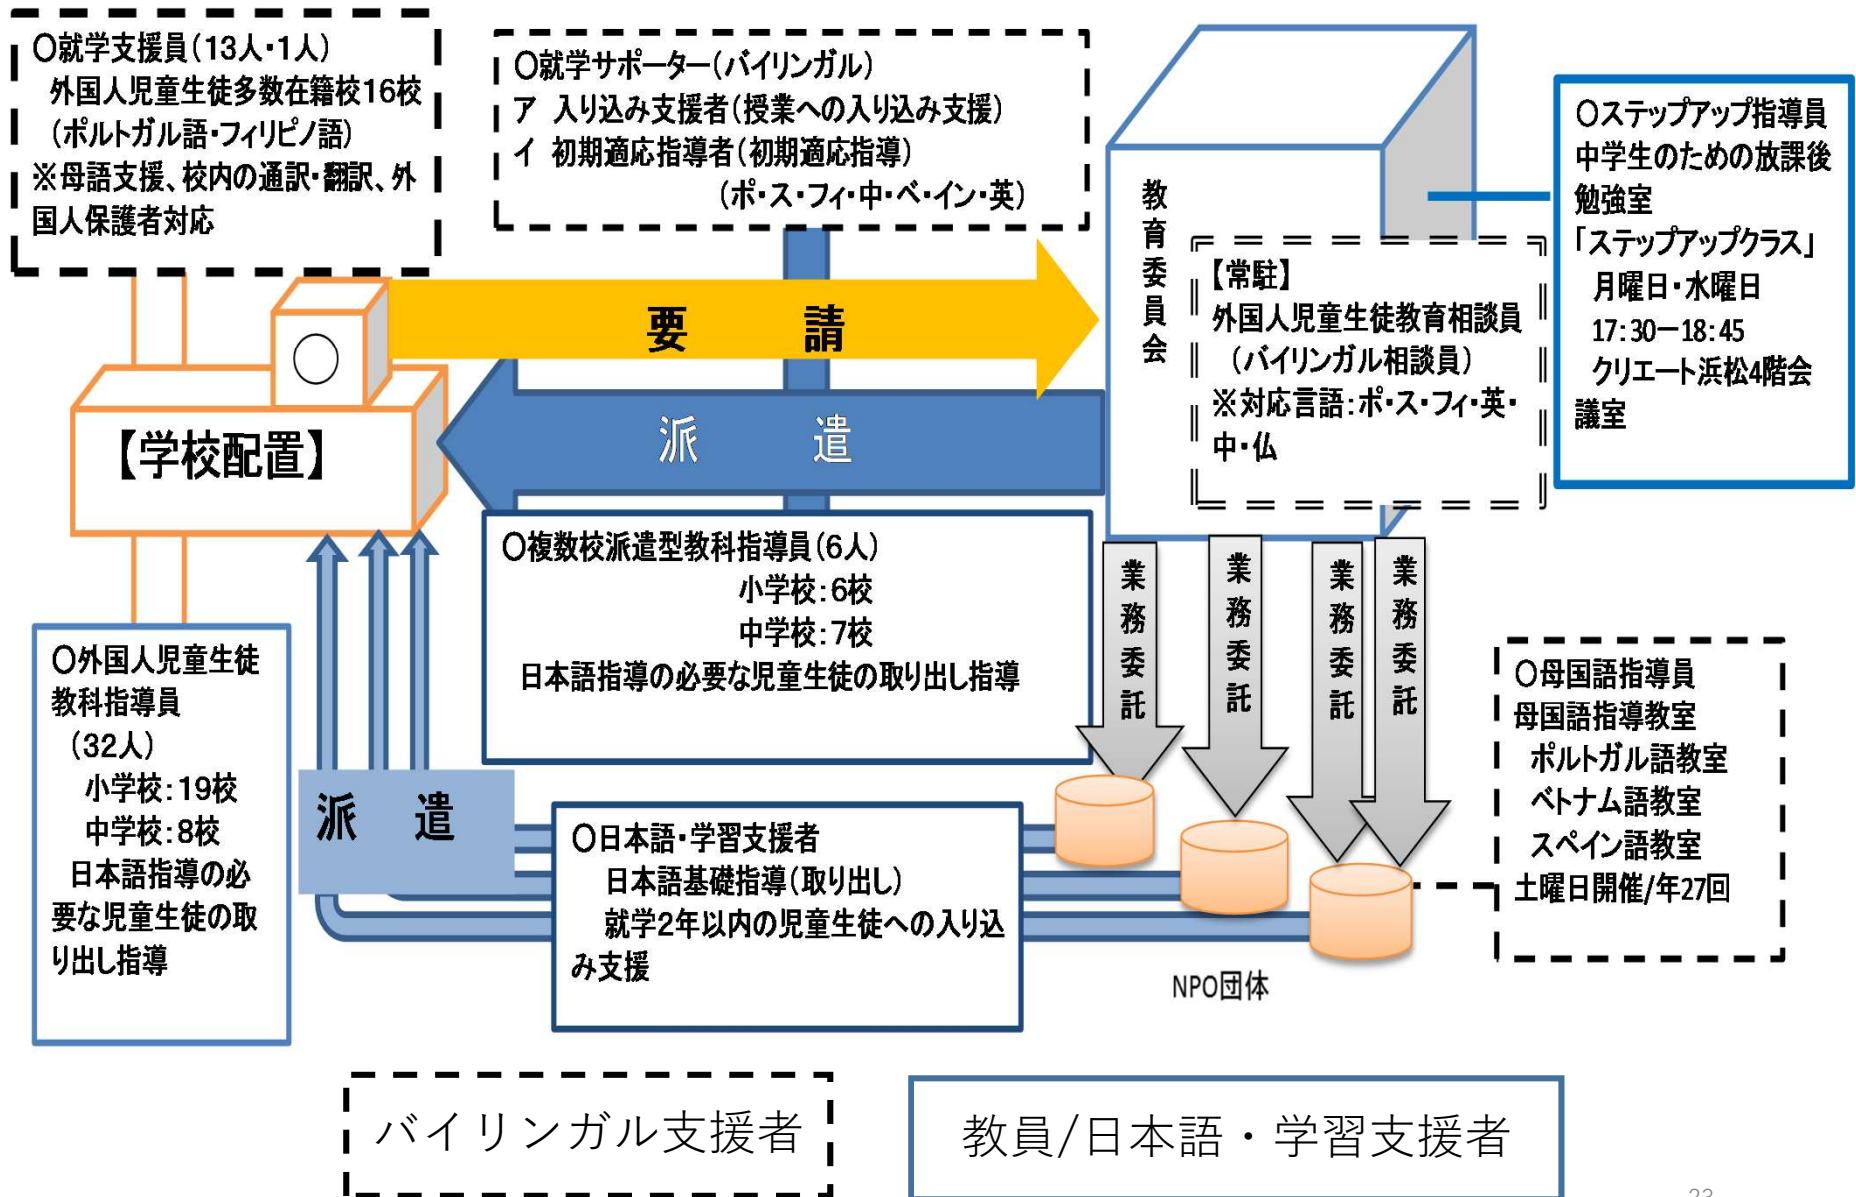 〇就学支援員(13人・1人)
外国人児童生徒多数在籍校16校
(ポルトガル語・フィリピノ語)
※母語支援、校内の通訳・翻訳、外
国人保護者対応
〇就学サポーター(バイリンガル)
ア 入り込み支援者(授業への入り込み支援)
イ 初期適応指導者(初期適応指導)
(ポ・ス・フィ・中・ベ・イン・英)
教育委員会
【常駐】
外国人児童生徒教育相談員
(バイリンガル相談員)
※対応言語:ポ・ス・フィ・英・
中・仏
〇ステップアップ指導員
中学生のための放課後
勉強室
「ステップアップクラス」
月曜日・水曜日
17:30ー18:45
クリエート浜松4階会
議室
要 請
派 遣
【学校配置】
〇複数校派遣型教科指導員(6人)
小学校:6校
中学校:7校
日本語指導の必要な児童生徒の取り出し指導
業務委託
業務委託
業務委託
業務委託
〇外国人児童生徒
教科指導員
(32人)
小学校:19校
中学校:8校
日本語指導の必
要な児童生徒の取
り出し指導
派 遣
〇日本語・学習支援者
日本語基礎指導(取り出し)
就学2年以内の児童生徒への入り込
み支援
〇母国語指導員
母国語指導教室
ポルトガル語教室
ベトナム語教室
スペイン語教室
土曜日開催/年27回
NPO団体
バイリンガル支援者
教員/日本語・学習支援者
23